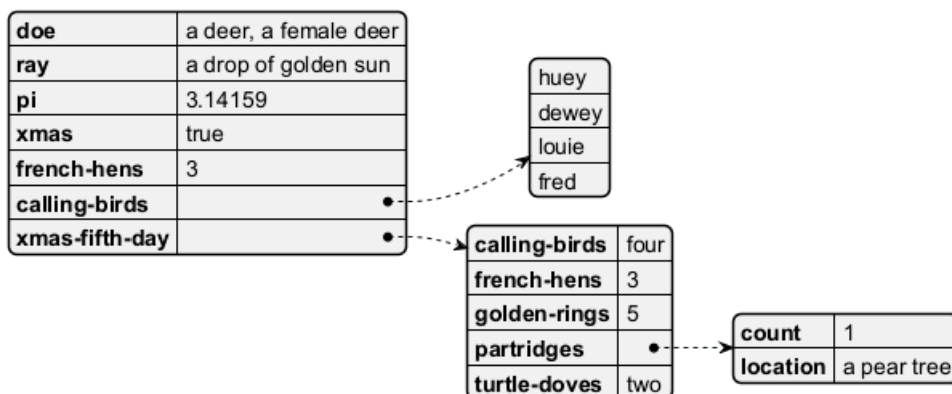 doe a deer, a female deer
ray a drop of golden sun
pi 3.14159
xmas true
french-hens 3
calling-birds
xmas-fifth-day
huey
dewey
louie
fred
calling-birds four
french-hens 3
golden-rings 5
partridges
turtle-doves two
count 1
location a pear tree